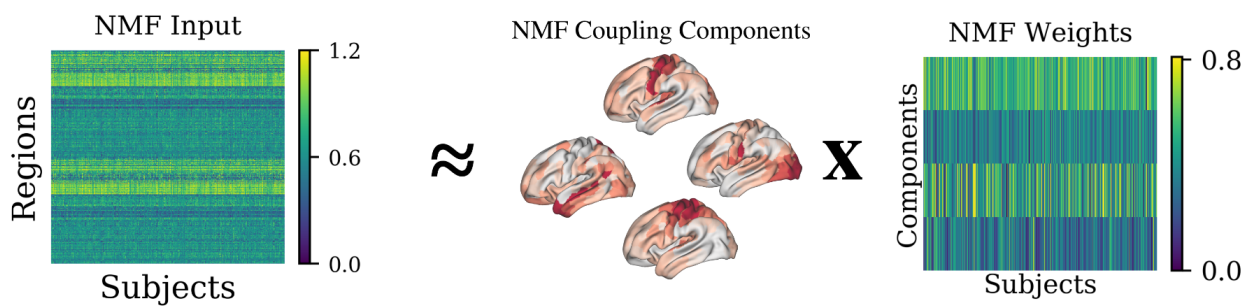 NMF Input
Regions
Subjects
1.2
0.6
0.0
≈
NMF Coupling Components
x
NMF Weights
Components
Subjects
0.8
0.0